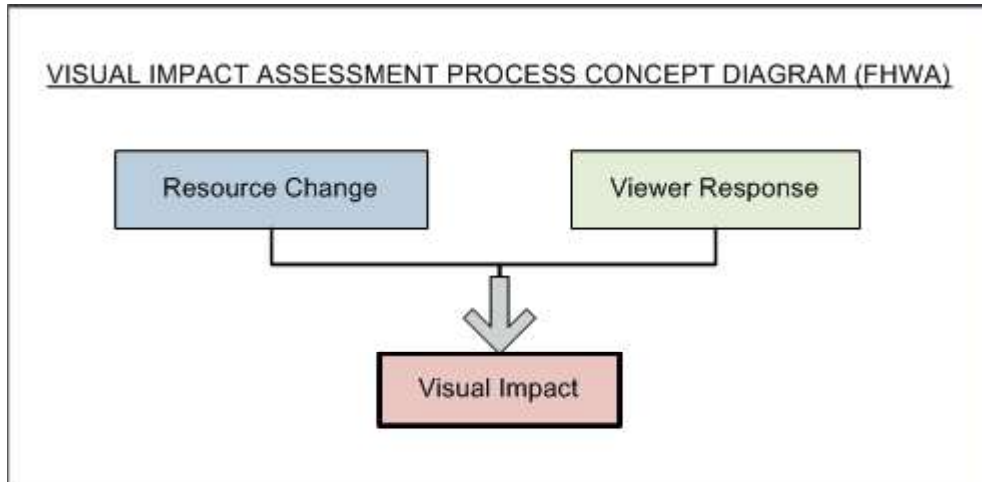 VISUAL IMPACT ASSESSMENT PROCESS CONCEPT DIAGRAM (FHWA)
Resource Change
Viewer Response
Visual Impact